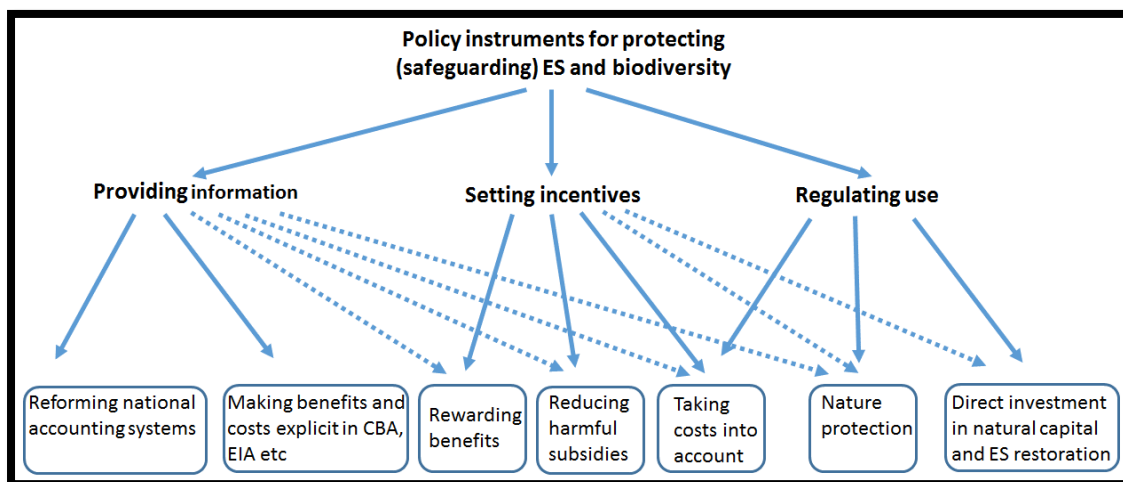 Policy instruments for protecting
(safeguarding) ES and biodiversity
Providing information
Setting incentives
Regulating use
Reforming national
accounting systems
Making benefits and
costs explicit in CBA,
EIA etc
Rewarding
benefits
Reducing
harmful
subsidies
Taking
costs into
account
Nature
protection
Direct investment
in natural capital
and ES restoration